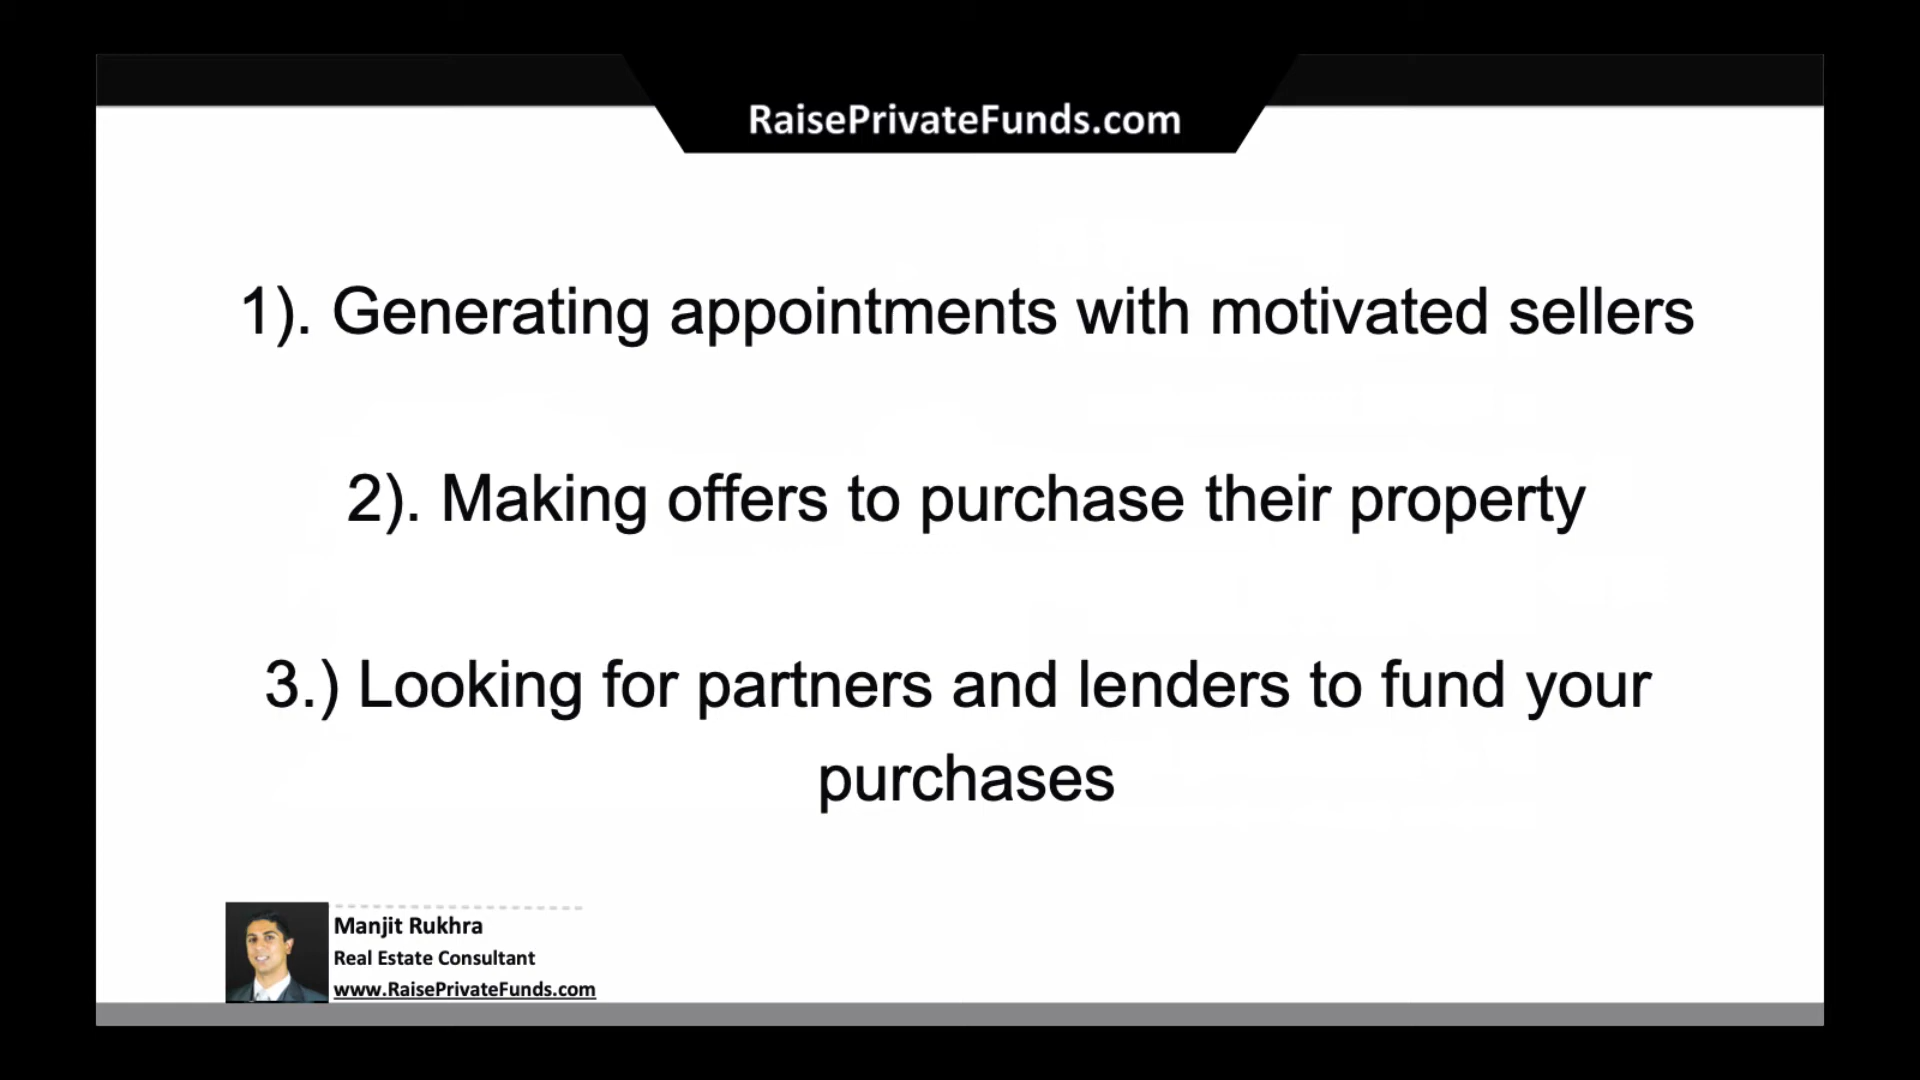 RaisePrivateFunds.com
1). Generating appointments with motivated sellers
2). Making offers to purchase their property
3.) Looking for partners and lenders to fund your
purchases
Manjit Rukhra
Real Estate Consultant
www.RaisePrivateFunds.com